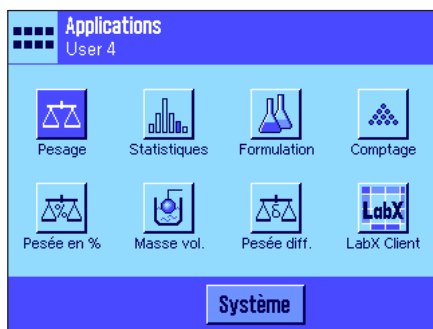 Applications
User 4
Pesage
Statistiques
Formulation
Comptage
%
δ
LabX
Pesée en %
Masse vol.
Pesée diff.
LabX Client
Système